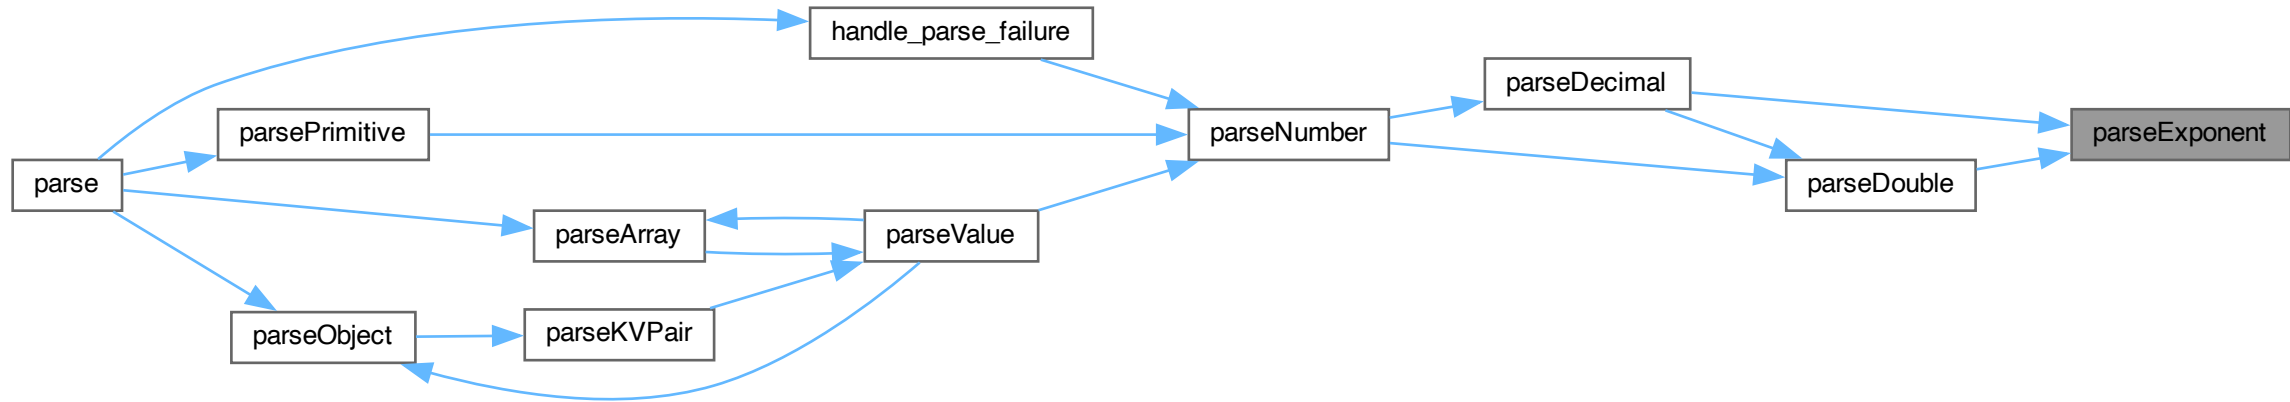 handle_parse_failure
parseDecimal
parsePrimitive
parseNumber
parseExponent
parse
parseDouble
parseArray
parseValue
parseObject
parseKVPair